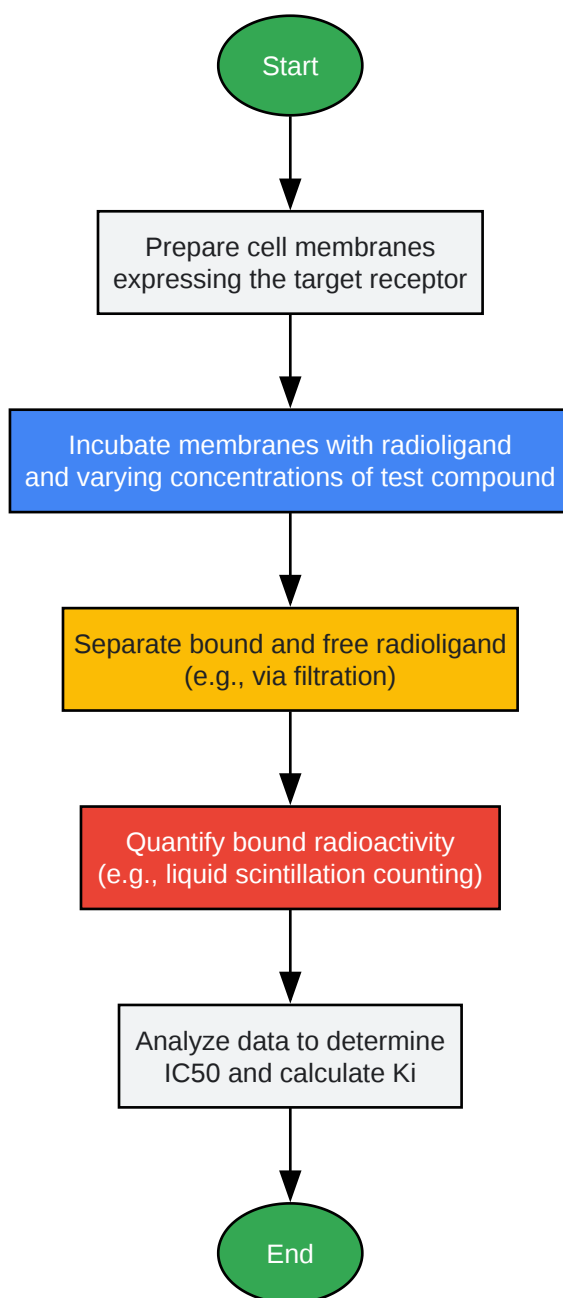 Start
Prepare cell membranes
expressing the target receptor
Incubate membranes with radioligand
and varying concentrations of test compound
Separate bound and free radioligand
(e.g., via filtration)
Quantify bound radioactivity
(e.g., liquid scintillation counting)
Analyze data to determine
IC50 and calculate Ki
End